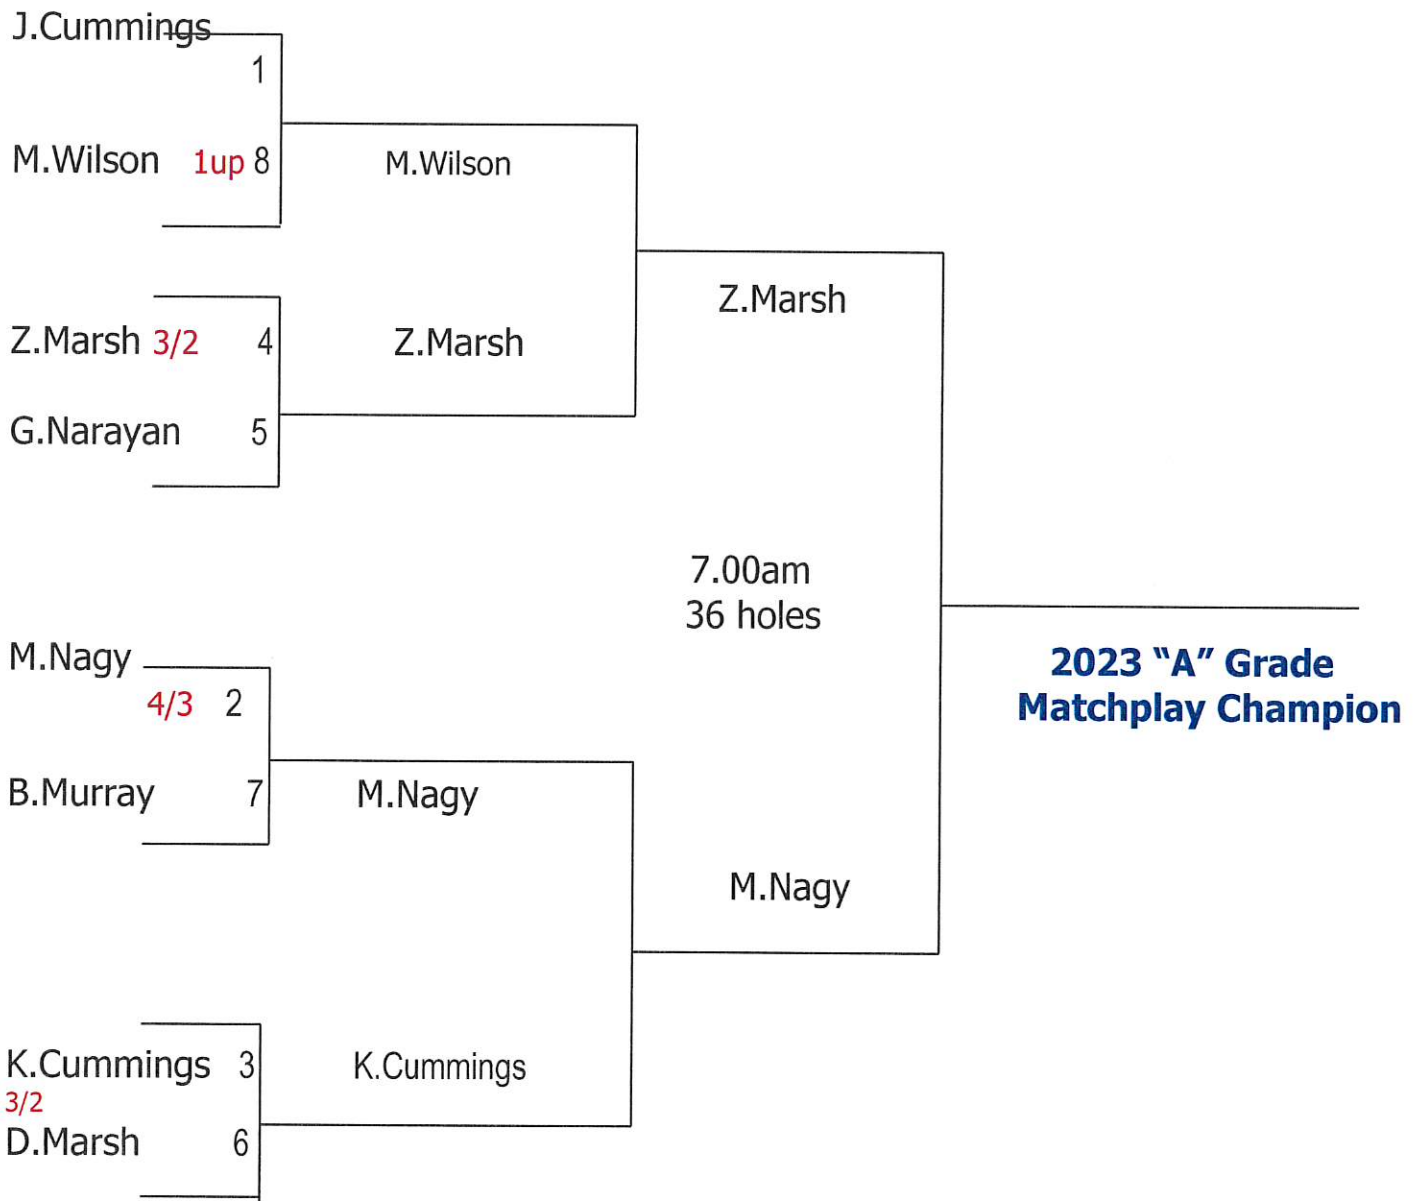 J.Cummings
1
M.Wilson 1up 8
M.Wilson
Z.Marsh
Z.Marsh 3/2 4
Z.Marsh
G.Narayan 5
7.00am
36 holes
M.Nagy
4/3 2
B.Murray 7
M.Nagy
2023 “A” Grade
Matchplay Champion
M.Nagy
K.Cummings 3
K.Cummings
3/2
D.Marsh 6